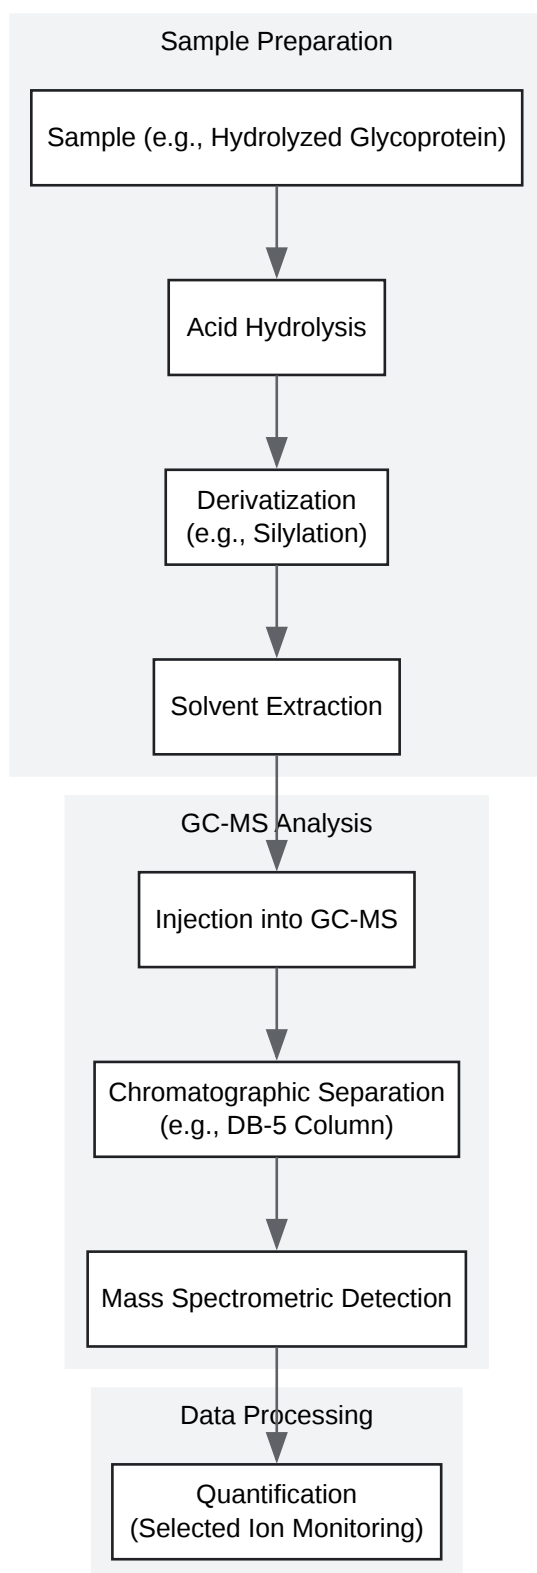 Sample Preparation
Sample (e.g., Hydrolyzed Glycoprotein)
Acid Hydrolysis
Derivatization
(e.g., Silylation)
Solvent Extraction
GC-MS Analysis
Injection into GC-MS
Chromatographic Separation
(e.g., DB-5 Column)
Mass Spectrometric Detection
Data Processing
Quantification
(Selected Ion Monitoring)